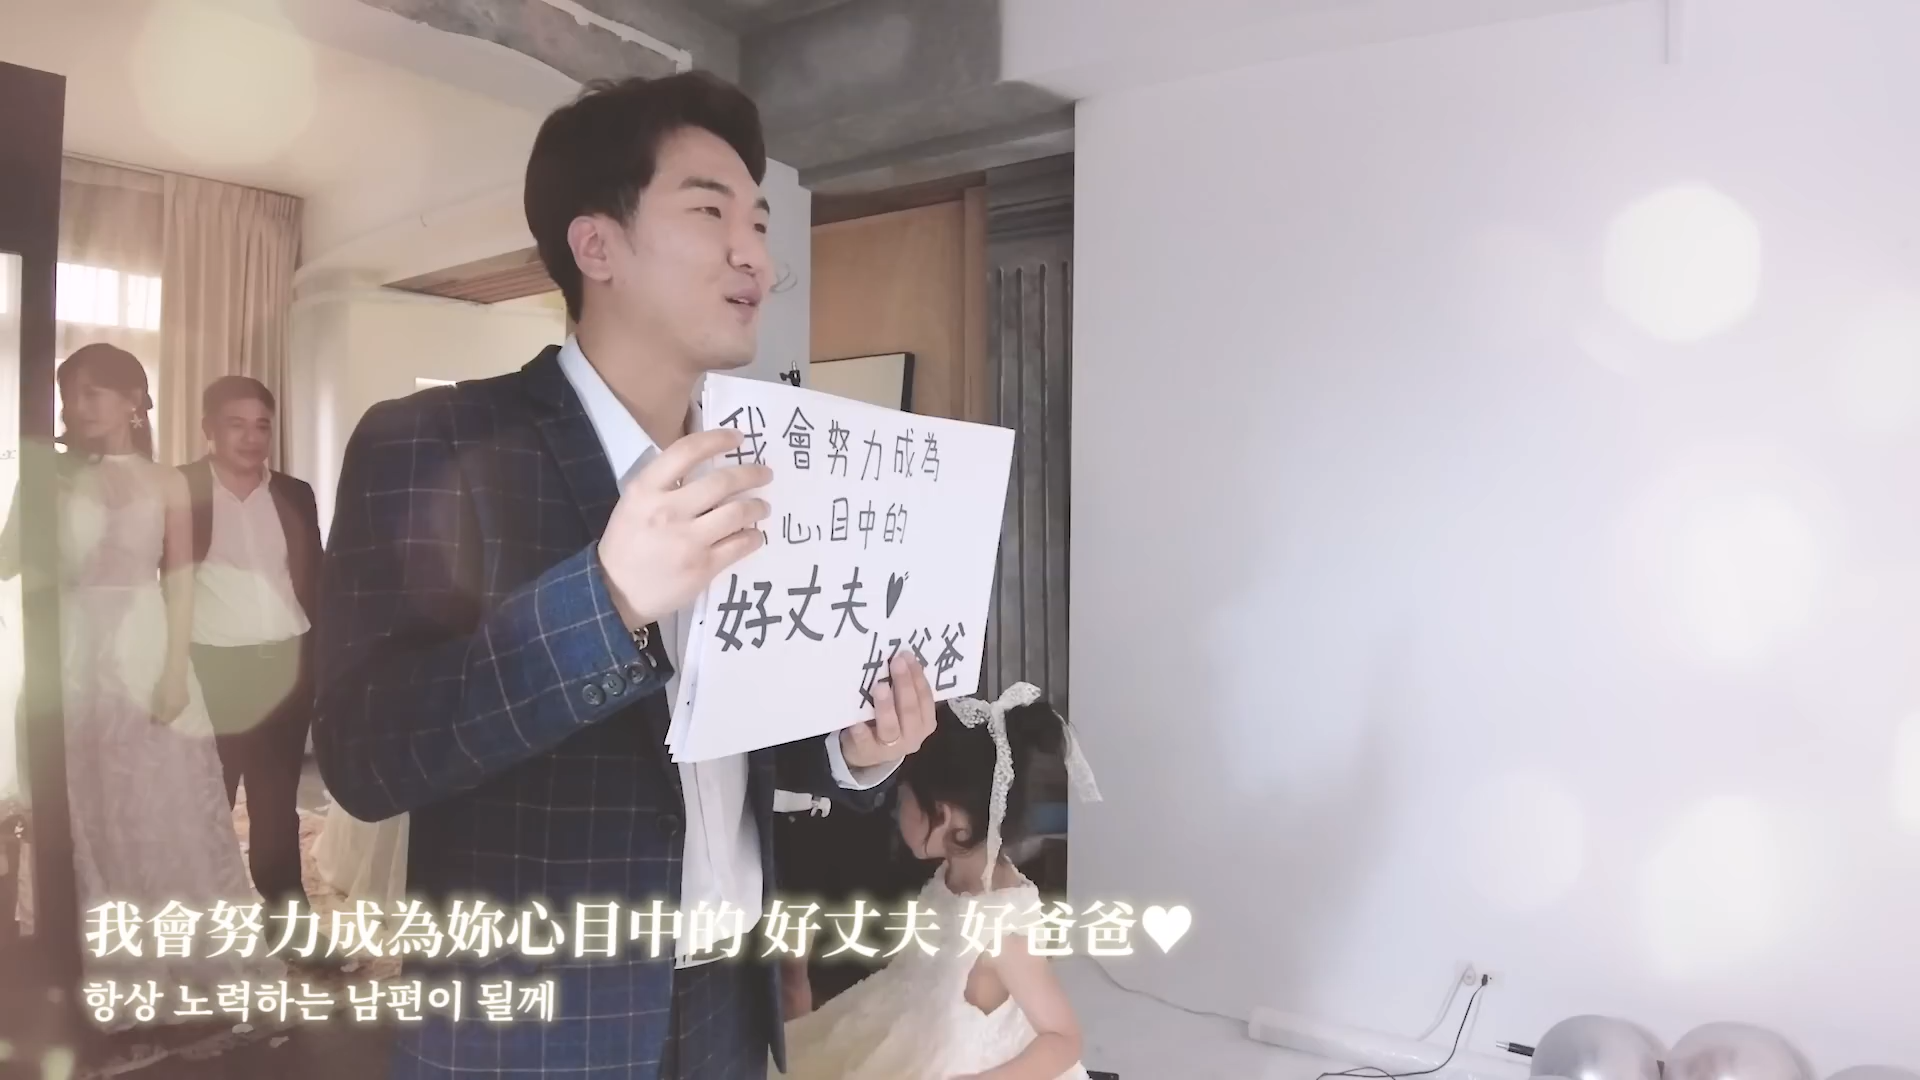 我會努力成為
心目中的
好丈夫♥
好爸爸
我會努力成為妳心目中的 好丈夫 好爸爸♥
항상 노력하는 남편이 될께